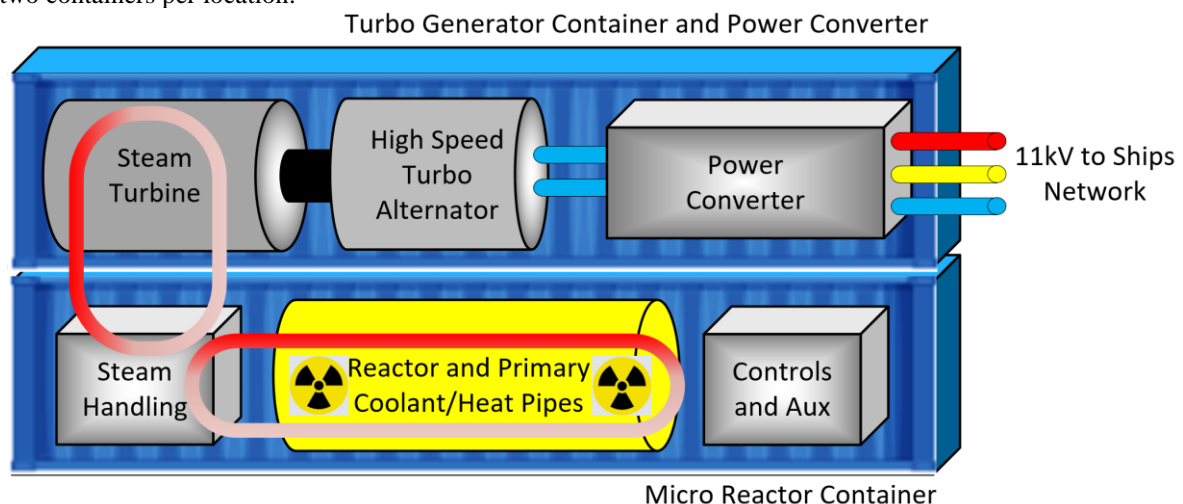 two containers per location.
Turbo Generator Container and Power Converter
Steam
Turbine
High Speed
Turbo
Alternator
Power
Converter
11kV to Ships
Network
Steam
Handling
Reactor and Primary
Coolant/Heat Pipes
Controls
and Aux
Micro Reactor Container